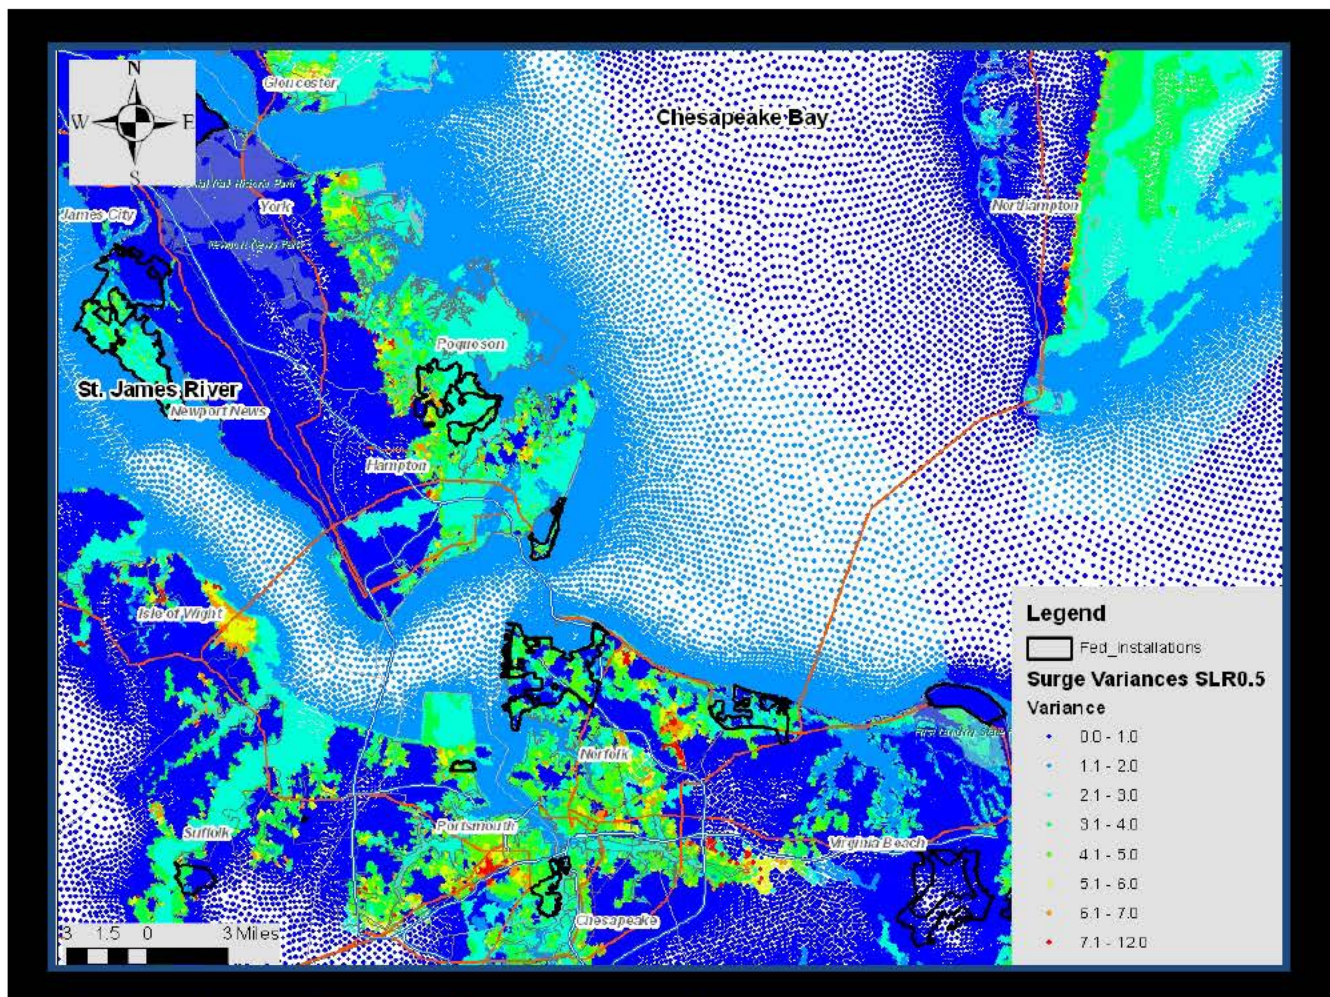 N
W E
S
Gloucester
Chesapeake Bay
York
James City
Northampton
Poquoson
St. James River
Newport News
Hampton
Isle of Wight
Norfolk
Portsmouth
Suffolk
Virginia Beach
Chesapeake
3 1.5 0 3 Miles
Legend
Fed_Installations
Surge Variances SLR0.5
Variance
0.0 - 1.0
1.1 - 2.0
2.1 - 3.0
3.1 - 4.0
4.1 - 5.0
5.1 - 6.0
6.1 - 7.0
7.1 - 12.0